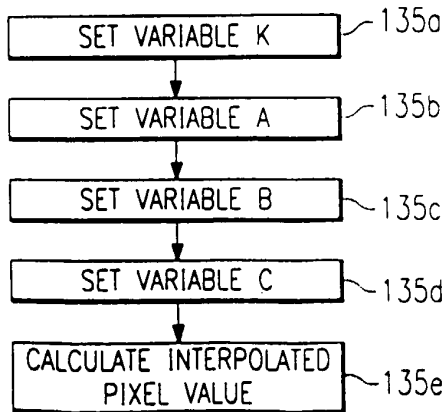 SET VARIABLE K
135a
SET VARIABLE A
135b
SET VARIABLE B
135c
SET VARIABLE C
135d
CALCULATE INTERPOLATED
PIXEL VALUE
135e